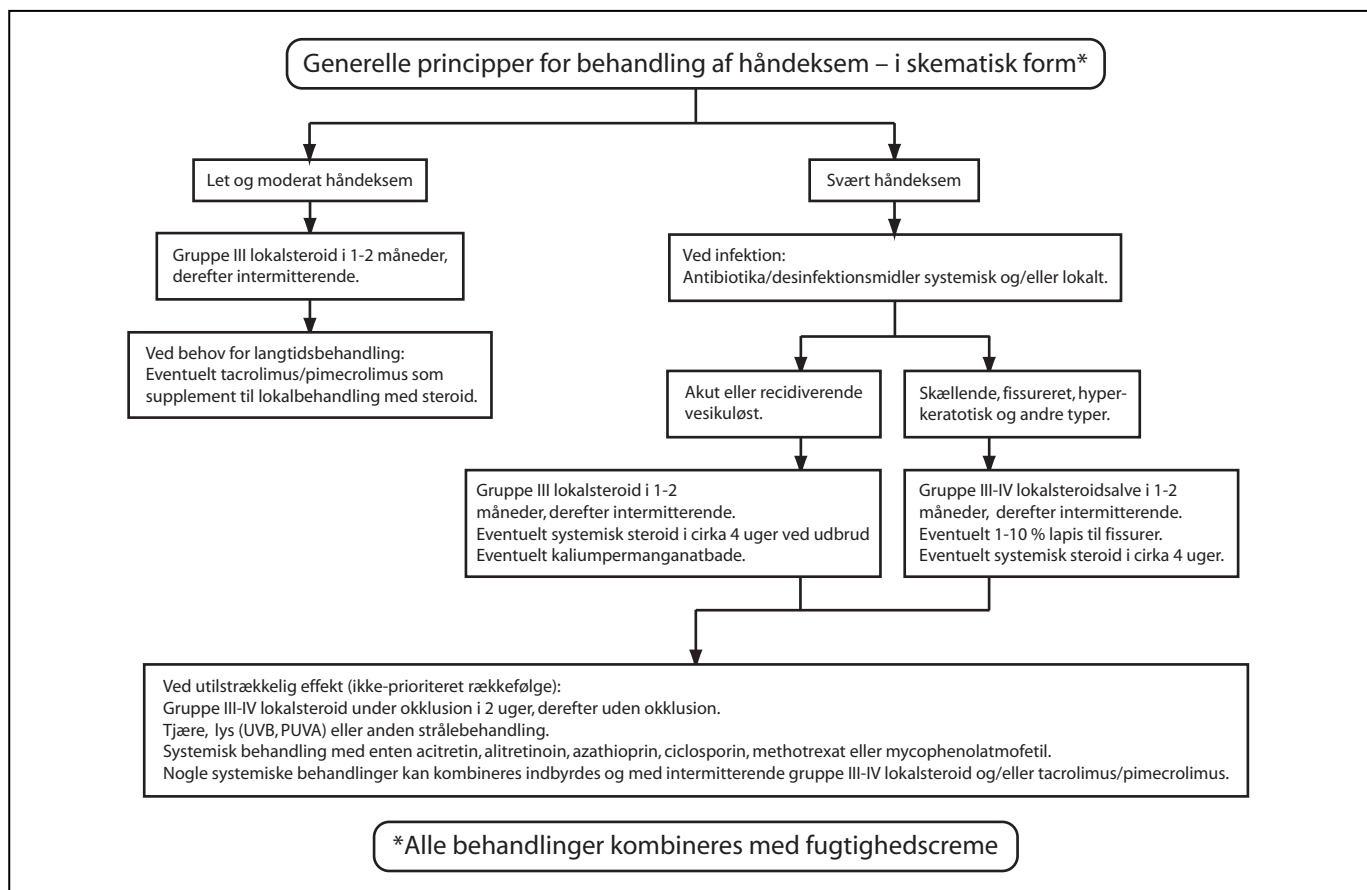 Generelle principper for behandling af håndeksem – i skematisk form*
Let og moderat håndeksem
Svært håndeksem
Gruppe III lokalsteroid i 1-2 måneder,
derefter intermitterende.
Ved infektion:
Antibiotika/desinfektionsmidler systemisk og/eller lokalt.
Ved behov for langtidsbehandling:
Eventuelt tacrolimus/pimecrolimus som
supplement til lokalbehandling med steroid.
Akut eller recidiverende
vesikuløst.
Skællende, fissureret, hyper-
keratotisk og andre typer.
Gruppe III lokalsteroid i 1-2
måneder, derefter intermitterende.
Eventuelt systemisk steroid i cirka 4 uger ved udbrud
Eventuelt kaliumpermanganatbade.
Gruppe III-IV lokalsteroidsalve i 1-2
måneder, derefter intermitterende.
Eventuelt 1-10 % lapis til fissurer.
Eventuelt systemisk steroid i cirka 4 uger.
Ved utilstrækkelig effekt (ikke-prioriteret rækkefølge):
Gruppe III-IV lokalsteroid under okklusion i 2 uger, derefter uden okklusion.
Tjære, lys (UVB, PUVA) eller anden strålebehandling.
Systemisk behandling med enten acitretin, alitretinoin, azathioprin, ciclosporin, methotrexat eller mycophenolatmofetil.
Nogle systemiske behandlinger kan kombineres indbyrdes og med intermitterende gruppe III-IV lokalsteroid og/eller tacrolimus/pimecrolimus.
*Alle behandlinger kombineres med fugtighedscreme